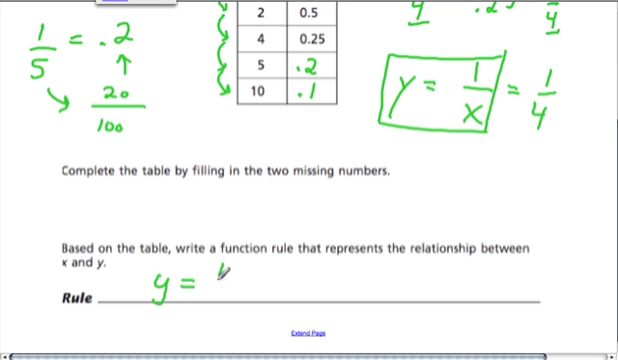 2 0.5
4 0.25
5 .2
10 .1
1/5 = .2
↑
20/100
y = 1/x = 1/4
Complete the table by filling in the two missing numbers.
Based on the table, write a function rule that represents the relationship between
x and y.
Rule y =
Extend Page